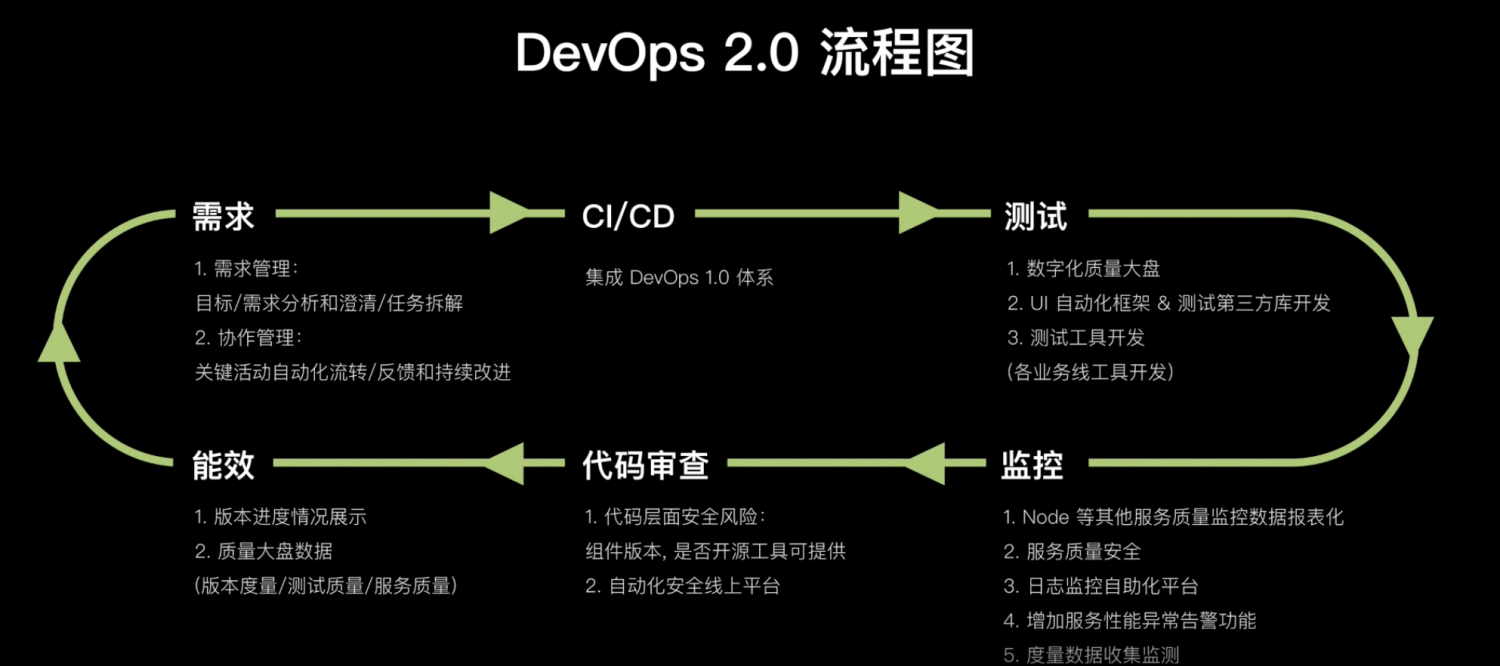 DevOps 2.0 流程图
需求
1. 需求管理：
目标/需求分析和澄清/任务拆解
2. 协作管理：
关键活动自动化流转/反馈和持续改进
CI/CD
集成 DevOps 1.0 体系
测试
1. 数字化质量大盘
2. UI 自动化框架 & 测试第三方库开发
3. 测试工具开发
(各业务线工具开发)
监控
1. Node 等其他服务质量监控数据报表化
2. 服务质量安全
3. 日志监控自助化平台
4. 增加服务性能异常告警功能
5. 度量数据收集监测
代码审查
1. 代码层面安全风险：
组件版本, 是否开源工具可提供
2. 自动化安全线上平台
能效
1. 版本进度情况展示
2. 质量大盘数据
(版本度量/测试质量/服务质量)